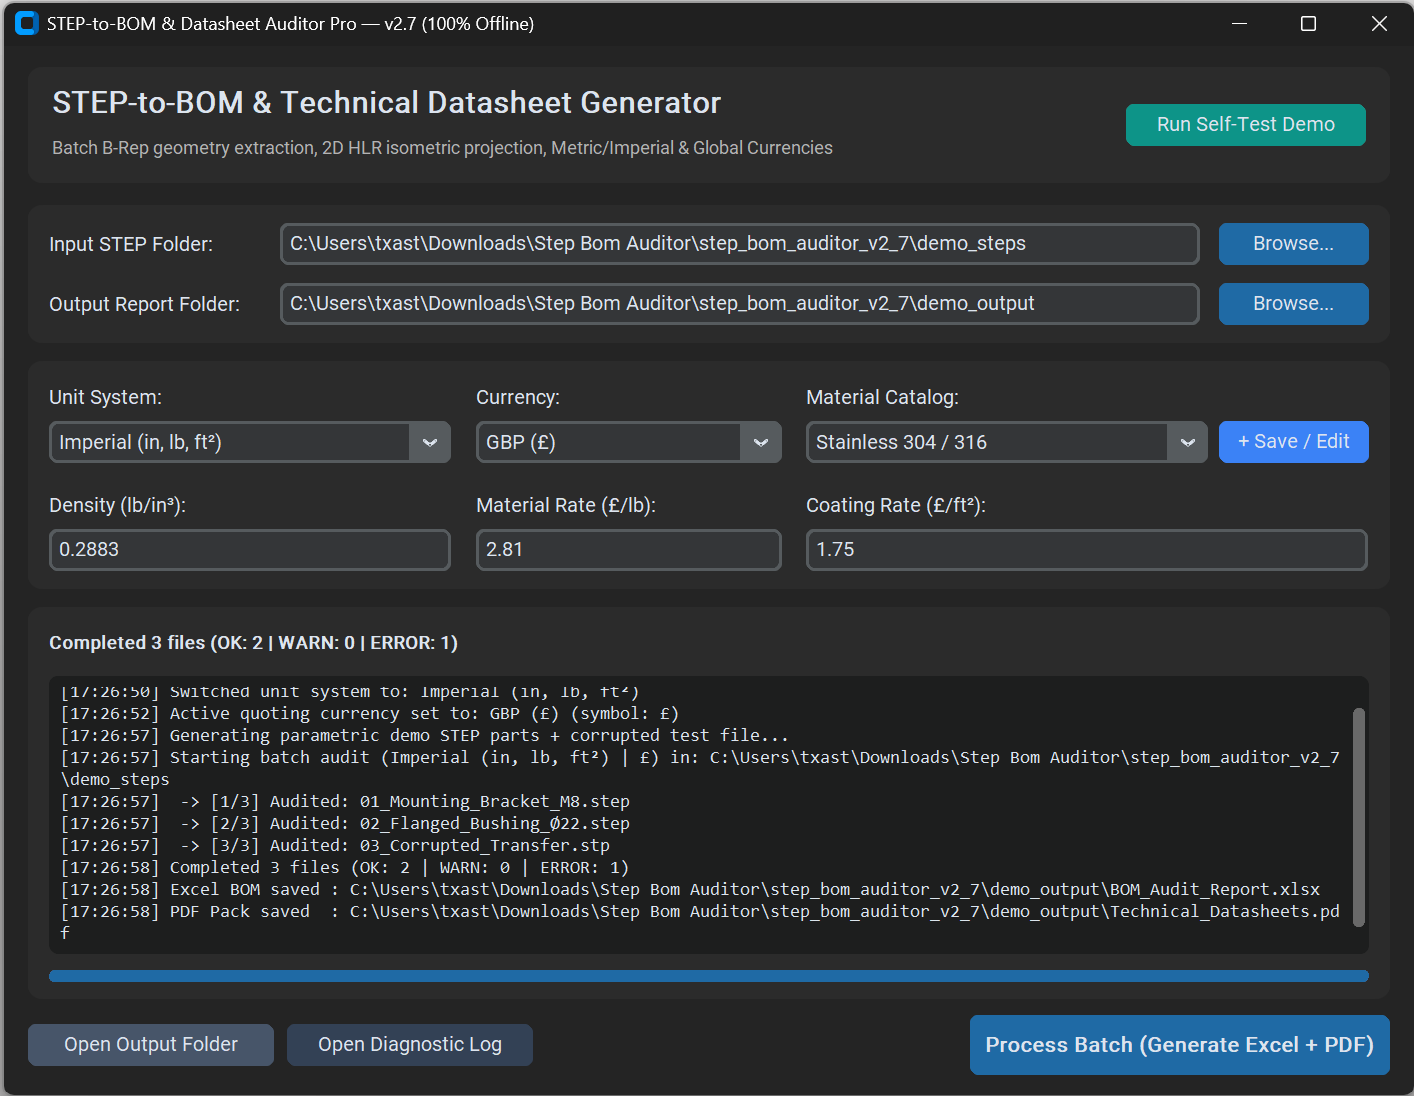 STEP-to-BOM & Datasheet Auditor Pro — v2.7 (100% Offline)
STEP-to-BOM & Technical Datasheet Generator
Batch B-Rep geometry extraction, 2D HLR isometric projection, Metric/Imperial & Global Currencies
Run Self-Test Demo
Input STEP Folder:
C:\Users\txast\Downloads\Step Bom Auditor\step_bom_auditor_v2_7\demo_steps
Browse...
Output Report Folder:
C:\Users\txast\Downloads\Step Bom Auditor\step_bom_auditor_v2_7\demo_output
Browse...
Unit System:
Currency:
Material Catalog:
Imperial (in, lb, ft²)
GBP (£)
Stainless 304 / 316
+ Save / Edit
Density (lb/in³):
Material Rate (£/lb):
Coating Rate (£/ft²):
0.2883
2.81
1.75
Completed 3 files (OK: 2 | WARN: 0 | ERROR: 1)
[17:26:50] Switched unit system to: Imperial (in, lb, ft²)
[17:26:52] Active quoting currency set to: GBP (£) (symbol: £)
[17:26:57] Generating parametric demo STEP parts + corrupted test file...
[17:26:57] Starting batch audit (Imperial (in, lb, ft²) | £) in: C:\Users\txast\Downloads\Step Bom Auditor\step_bom_auditor_v2_7
\demo_steps
[17:26:57]  -> [1/3] Audited: 01_Mounting_Bracket_M8.step
[17:26:57]  -> [2/3] Audited: 02_Flanged_Bushing_Ø22.step
[17:26:57]  -> [3/3] Audited: 03_Corrupted_Transfer.stp
[17:26:58] Completed 3 files (OK: 2 | WARN: 0 | ERROR: 1)
[17:26:58] Excel BOM saved : C:\Users\txast\Downloads\Step Bom Auditor\step_bom_auditor_v2_7\demo_output\BOM_Audit_Report.xlsx
[17:26:58] PDF Pack saved  : C:\Users\txast\Downloads\Step Bom Auditor\step_bom_auditor_v2_7\demo_output\Technical_Datasheets.pd
f
Open Output Folder
Open Diagnostic Log
Process Batch (Generate Excel + PDF)